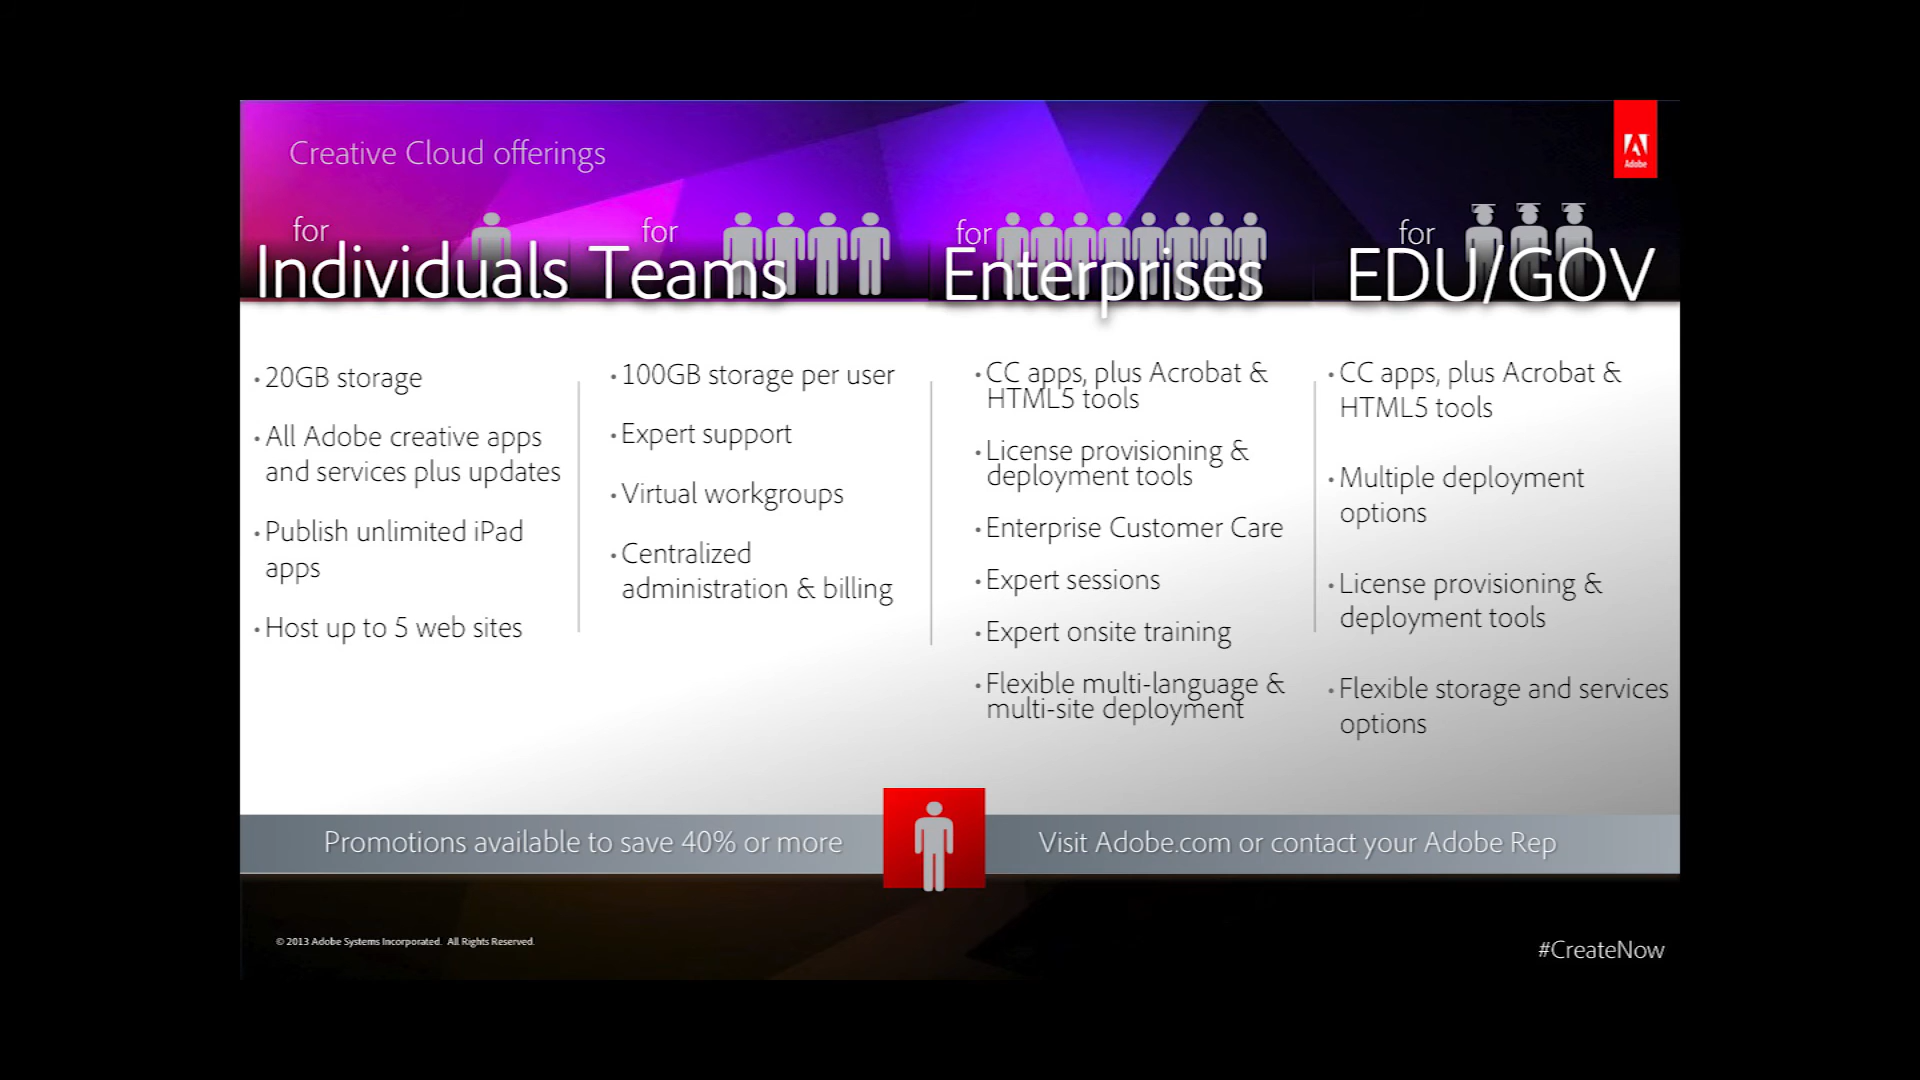 Creative Cloud offerings
Adobe
for
Individuals
20GB storage
All Adobe creative apps
and services plus updates
Publish unlimited iPad
apps
Host up to 5 web sites
for
Teams
100GB storage per user
Expert support
Virtual workgroups
Centralized
administration & billing
for
Enterprises
CC apps, plus Acrobat &
HTML5 tools
License provisioning &
deployment tools
Enterprise Customer Care
Expert sessions
Expert onsite training
Flexible multi-language &
multi-site deployment
for
EDU/GOV
CC apps, plus Acrobat &
HTML5 tools
Multiple deployment
options
License provisioning &
deployment tools
Flexible storage and services
options
Promotions available to save 40% or more
Visit Adobe.com or contact your Adobe Rep
© 2013 Adobe Systems Incorporated. All Rights Reserved.
#CreateNow